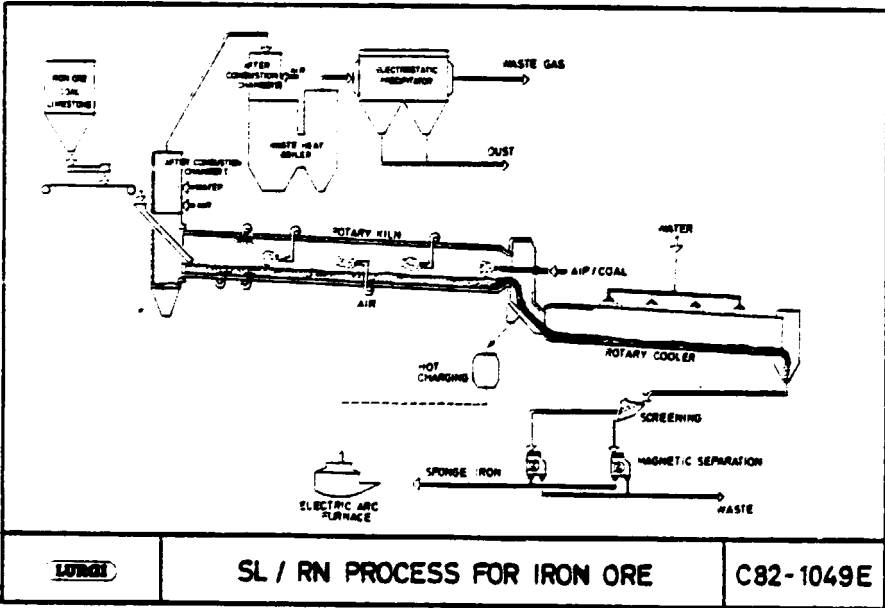 IRON ORE
COAL
LIMESTONE
AFTER
COMBUSTION
CHAMBER
AIR
ELECTROSTATIC
PRECIPITATOR
WASTE GAS
WASTE HEAT
BOILER
DUST
AFTER COMBUSTION
CHAMBER 1
WATER
AIR
ROTARY KILN
WATER
AIR/COAL
AIR
ROTARY COOLER
HOT
CHARGING
SCREENING
MAGNETIC SEPARATION
SPONGE IRON
ELECTRIC ARC
FURNACE
WASTE
LURGI
SL / RN PROCESS FOR IRON ORE
C82-1049E